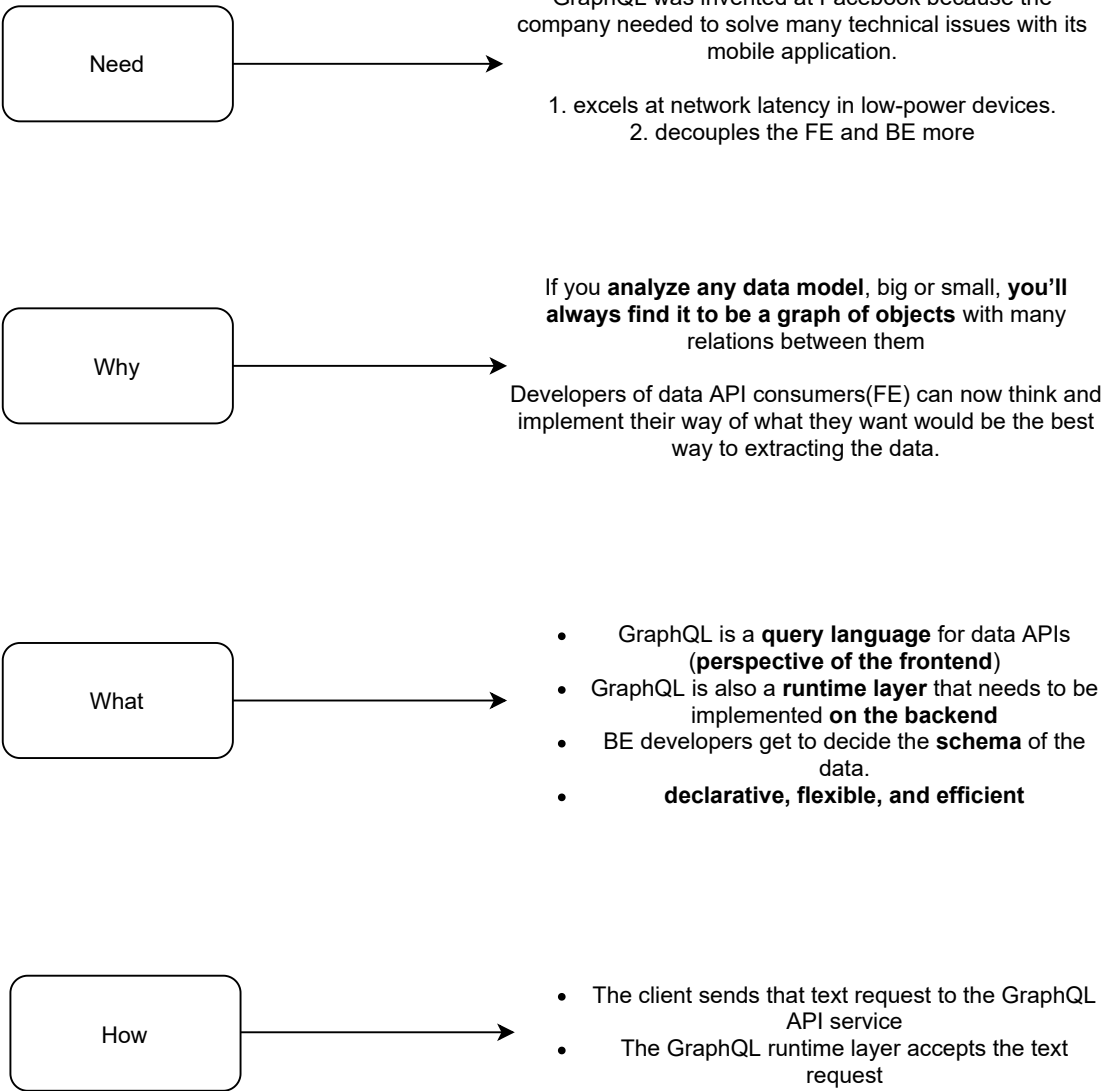 GraphQL was invented at Facebook because the
company needed to solve many technical issues with its
mobile application.
Need
1. excels at network latency in low-power devices.
2. decouples the FE and BE more
If you analyze any data model, big or small, you’ll
always find it to be a graph of objects with many
relations between them
Why
Developers of data API consumers(FE) can now think and
implement their way of what they want would be the best
way to extracting the data.
• GraphQL is a query language for data APIs
(perspective of the frontend)
• GraphQL is also a runtime layer that needs to be
implemented on the backend
What
• BE developers get to decide the schema of the
data.
• declarative, flexible, and efficient
• The client sends that text request to the GraphQL
API service
How
• The GraphQL runtime layer accepts the text
request